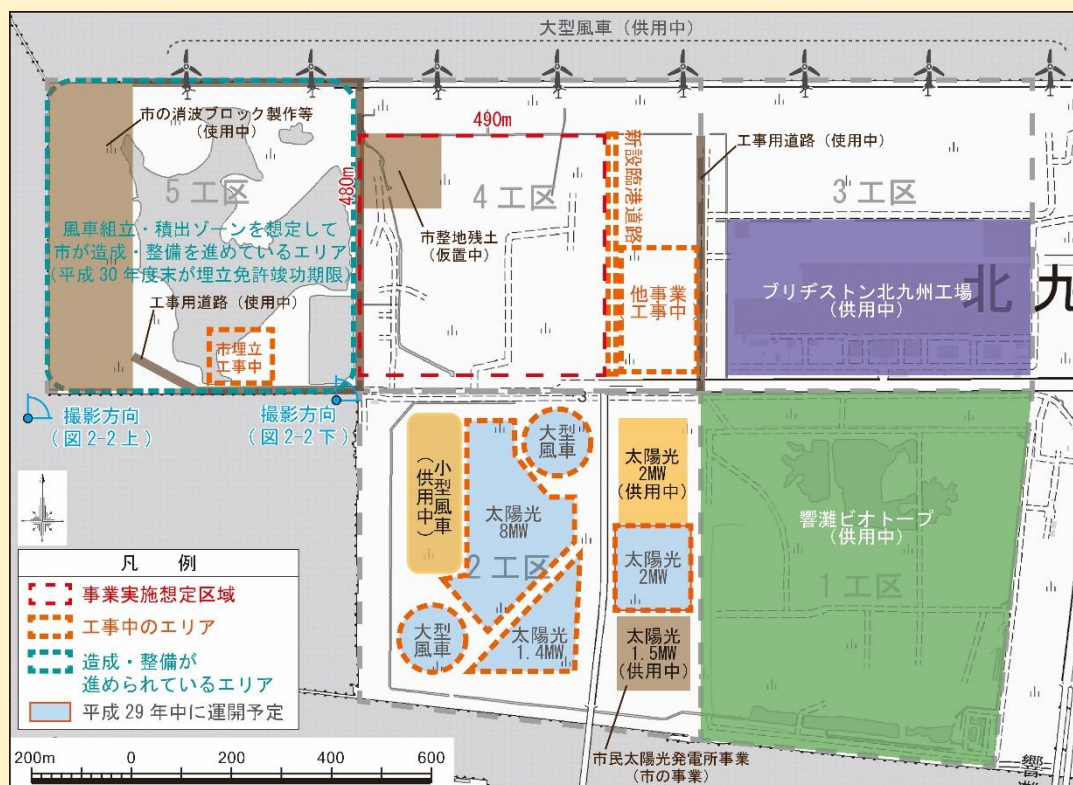 大型風車（供用中）
市の消波ブロック製作等
（使用中）
5工区
風車組立・積出ゾーンを想定して
市が造成・整備を進めているエリア
（平成30年度末が埋立免許竣功期限）
工事用道路（使用中）
市埋立
工事中
490m
480m
4工区
市整地残土
（仮置中）
新設臨港道路
他事業
工事中
工事用道路（使用中）
3工区
ブリヂストン北九州工場
（供用中）
北九
撮影方向
（図2-2上）
撮影方向
（図2-2下）
小型風車
（供用中）
大型
風車
太陽光
8MW
2工区
大型
風車
太陽光
1.4MW
太陽光
2MW
（供用中）
太陽光
2MW
太陽光
1.5MW
（供用中）
市民太陽光発電所事業
（市の事業）
響灘ビオトープ
（供用中）
1工区
響灘
凡　例
事業実施想定区域
工事中のエリア
造成・整備が
進められているエリア
平成29年中に運開予定
200m 0 200 400 600